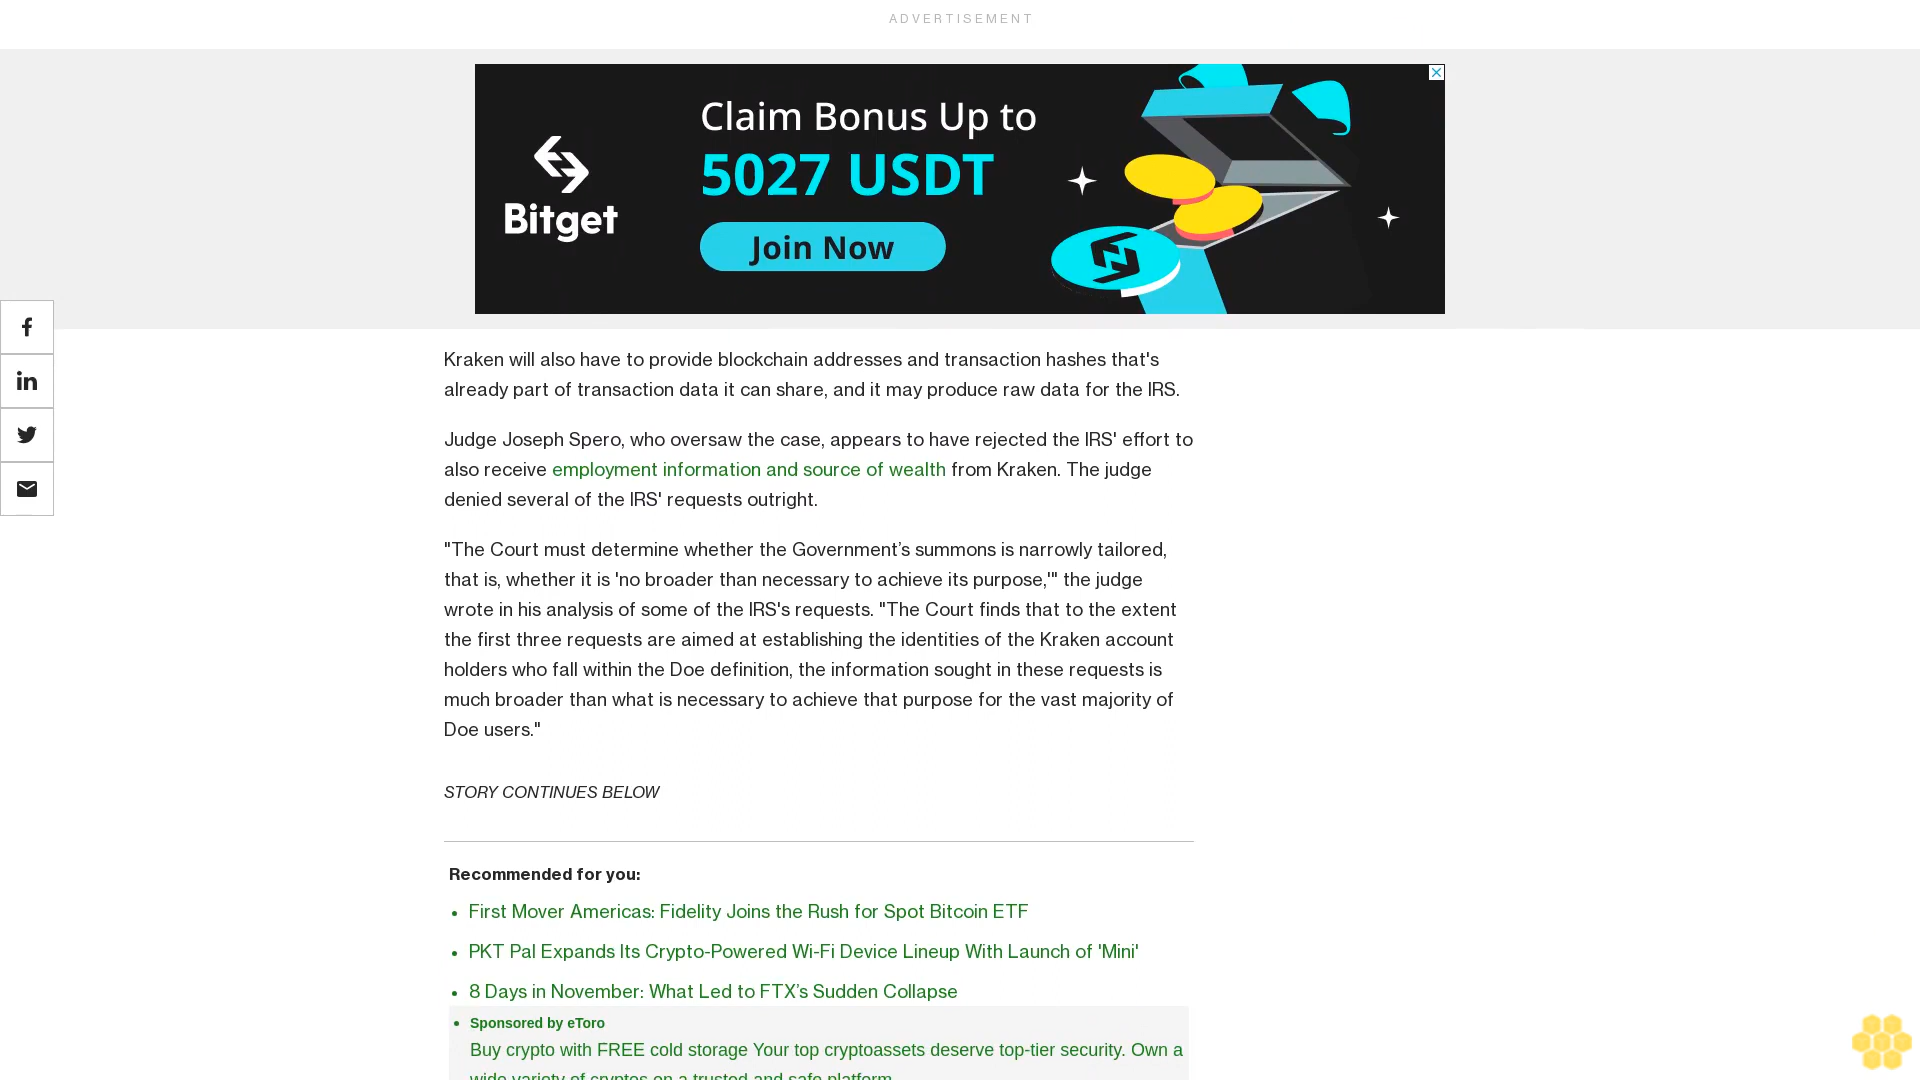 ADVERTISEMENT
Claim Bonus Up to
5027 USDT
Bitget
Join Now
Kraken will also have to provide blockchain addresses and transaction hashes that's
already part of transaction data it can share, and it may produce raw data for the IRS.
Judge Joseph Spero, who oversaw the case, appears to have rejected the IRS' effort to
also receive employment information and source of wealth from Kraken. The judge
denied several of the IRS' requests outright.
"The Court must determine whether the Government’s summons is narrowly tailored,
that is, whether it is 'no broader than necessary to achieve its purpose,'" the judge
wrote in his analysis of some of the IRS's requests. "The Court finds that to the extent
the first three requests are aimed at establishing the identities of the Kraken account
holders who fall within the Doe definition, the information sought in these requests is
much broader than what is necessary to achieve that purpose for the vast majority of
Doe users."
STORY CONTINUES BELOW
Recommended for you:
• First Mover Americas: Fidelity Joins the Rush for Spot Bitcoin ETF
• PKT Pal Expands Its Crypto-Powered Wi-Fi Device Lineup With Launch of 'Mini'
• 8 Days in November: What Led to FTX’s Sudden Collapse
• Sponsored by eToro
Buy crypto with FREE cold storage Your top cryptoassets deserve top-tier security. Own a
wide variety of cryptos on a trusted and safe platform